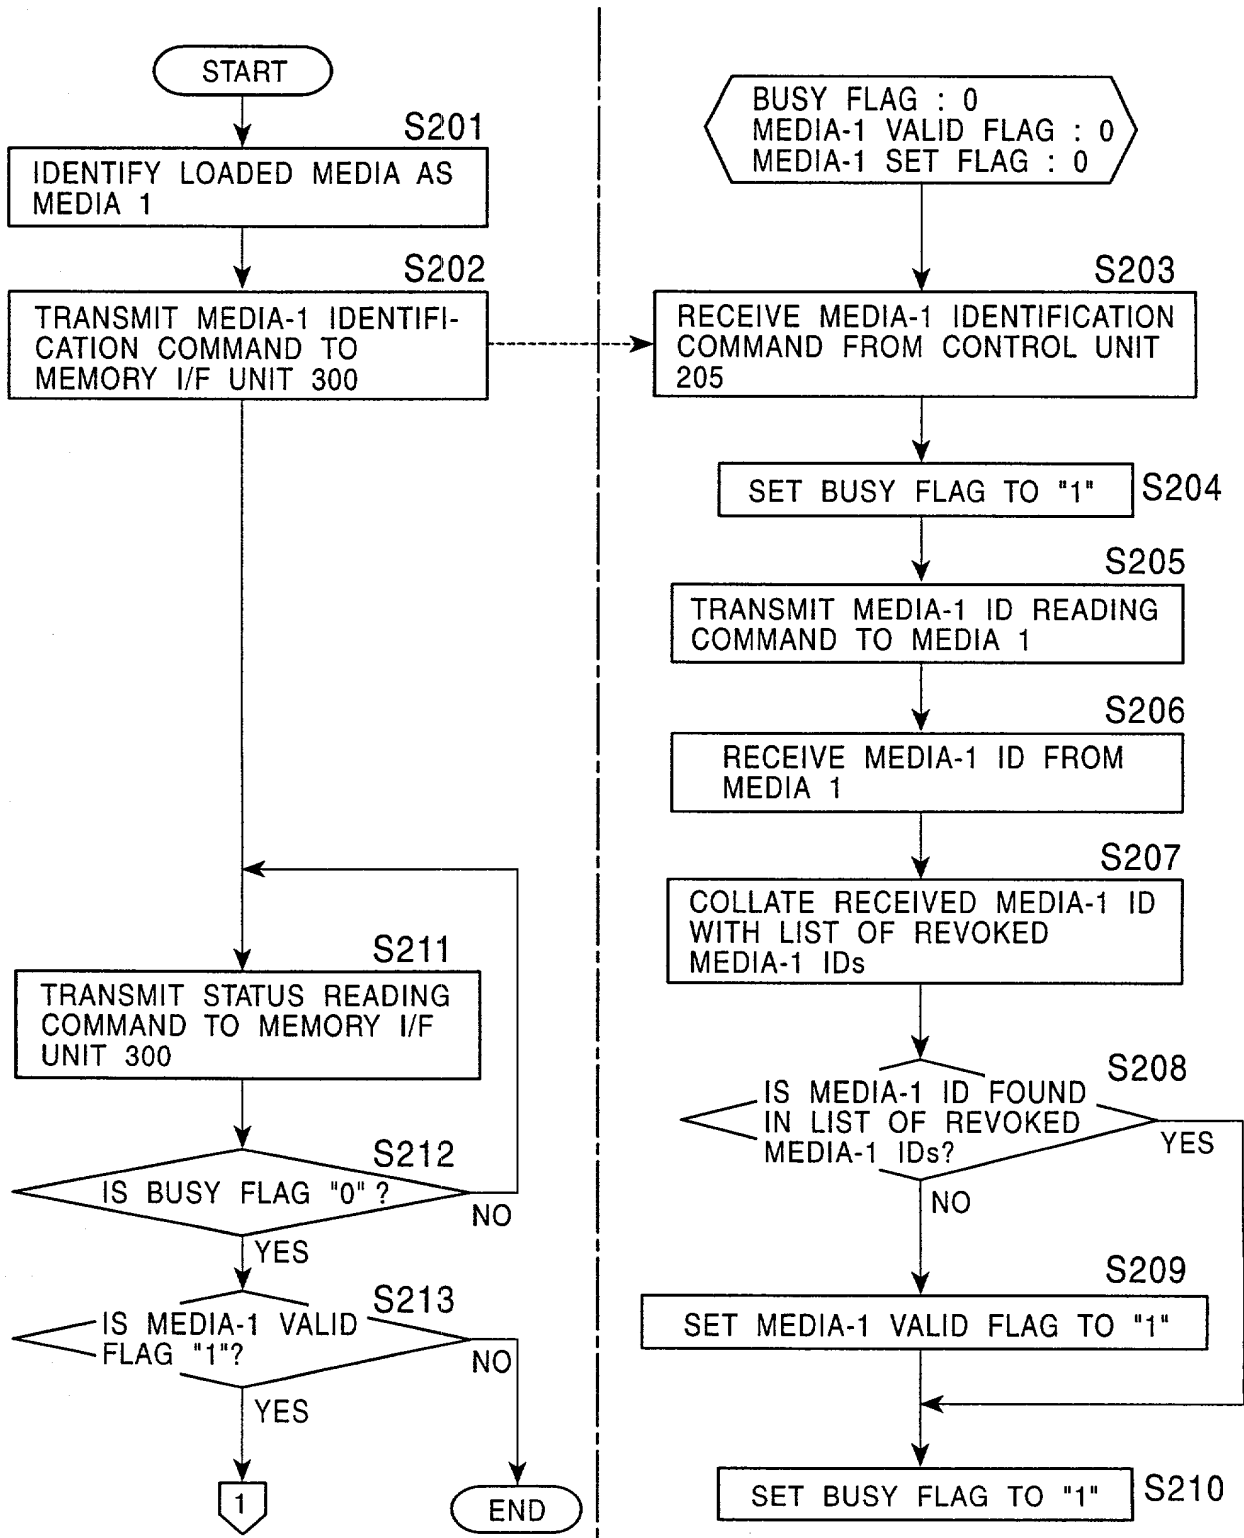 START
S201
IDENTIFY LOADED MEDIA AS
MEDIA 1
S202
TRANSMIT MEDIA-1 IDENTIFI-
CATION COMMAND TO
MEMORY I/F UNIT 300
S211
TRANSMIT STATUS READING
COMMAND TO MEMORY I/F
UNIT 300
S212
IS BUSY FLAG "0" ?
NO
YES
S213
IS MEDIA-1 VALID
FLAG "1"?
NO
YES
1
END
BUSY FLAG : 0
MEDIA-1 VALID FLAG : 0
MEDIA-1 SET FLAG : 0
S203
RECEIVE MEDIA-1 IDENTIFICATION
COMMAND FROM CONTROL UNIT
205
SET BUSY FLAG TO "1"
S204
S205
TRANSMIT MEDIA-1 ID READING
COMMAND TO MEDIA 1
S206
RECEIVE MEDIA-1 ID FROM
MEDIA 1
S207
COLLATE RECEIVED MEDIA-1 ID
WITH LIST OF REVOKED
MEDIA-1 IDs
S208
IS MEDIA-1 ID FOUND
IN LIST OF REVOKED
MEDIA-1 IDs?
YES
NO
S209
SET MEDIA-1 VALID FLAG TO "1"
SET BUSY FLAG TO "1"
S210